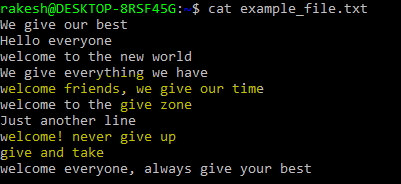 rakesh@DESKTOP-8RSF45G:~$ cat example_file.txt
We give our best
Hello everyone
welcome to the new world
We give everything we have
welcome friends, we give our time
welcome to the give zone
Just another line
welcome! never give up
give and take
welcome everyone, always give your best